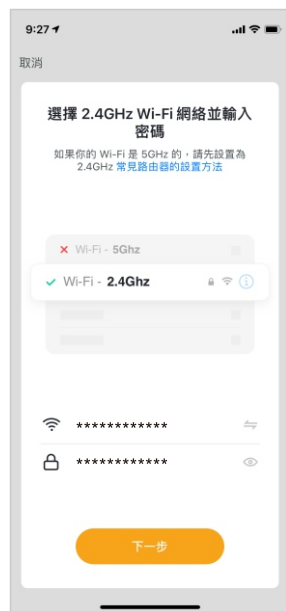 9:27
取消
選擇 2.4GHz Wi-Fi 網絡並輸入
密碼
如果你的 Wi-Fi 是 5GHz 的，請先設置為
2.4GHz 常見路由器的設置方法
Wi-Fi - 5Ghz
Wi-Fi - 2.4Ghz
************
************
下一步